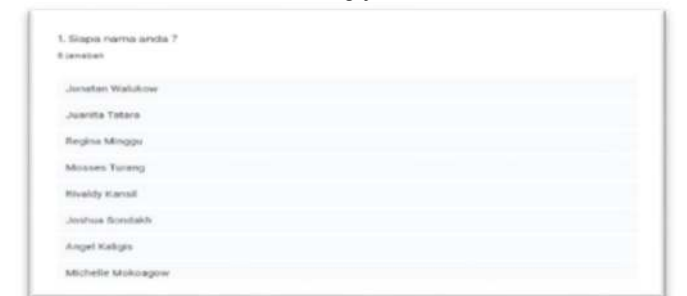 1. Siapa nama anda ?
8 jawaban
Jonatan Walukow
Juanita Tatara
Regina Minggu
Mosses Turang
Rivaldy Kansil
Joshua Sondakh
Angel Kaligis
Michelle Mokoagow